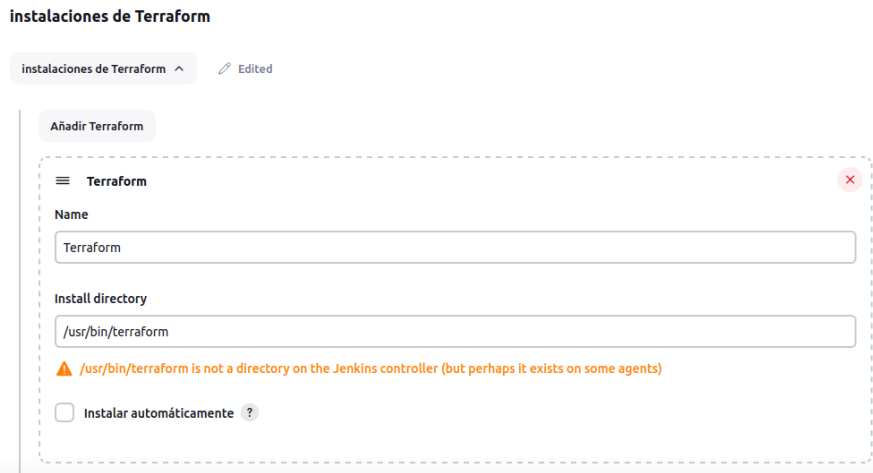 instalaciones de Terraform
instalaciones de Terraform
Edited
Añadir Terraform
Terraform
Name
Terraform
Install directory
/usr/bin/terraform
/usr/bin/terraform is not a directory on the Jenkins controller (but perhaps it exists on some agents)
Instalar automáticamente ?